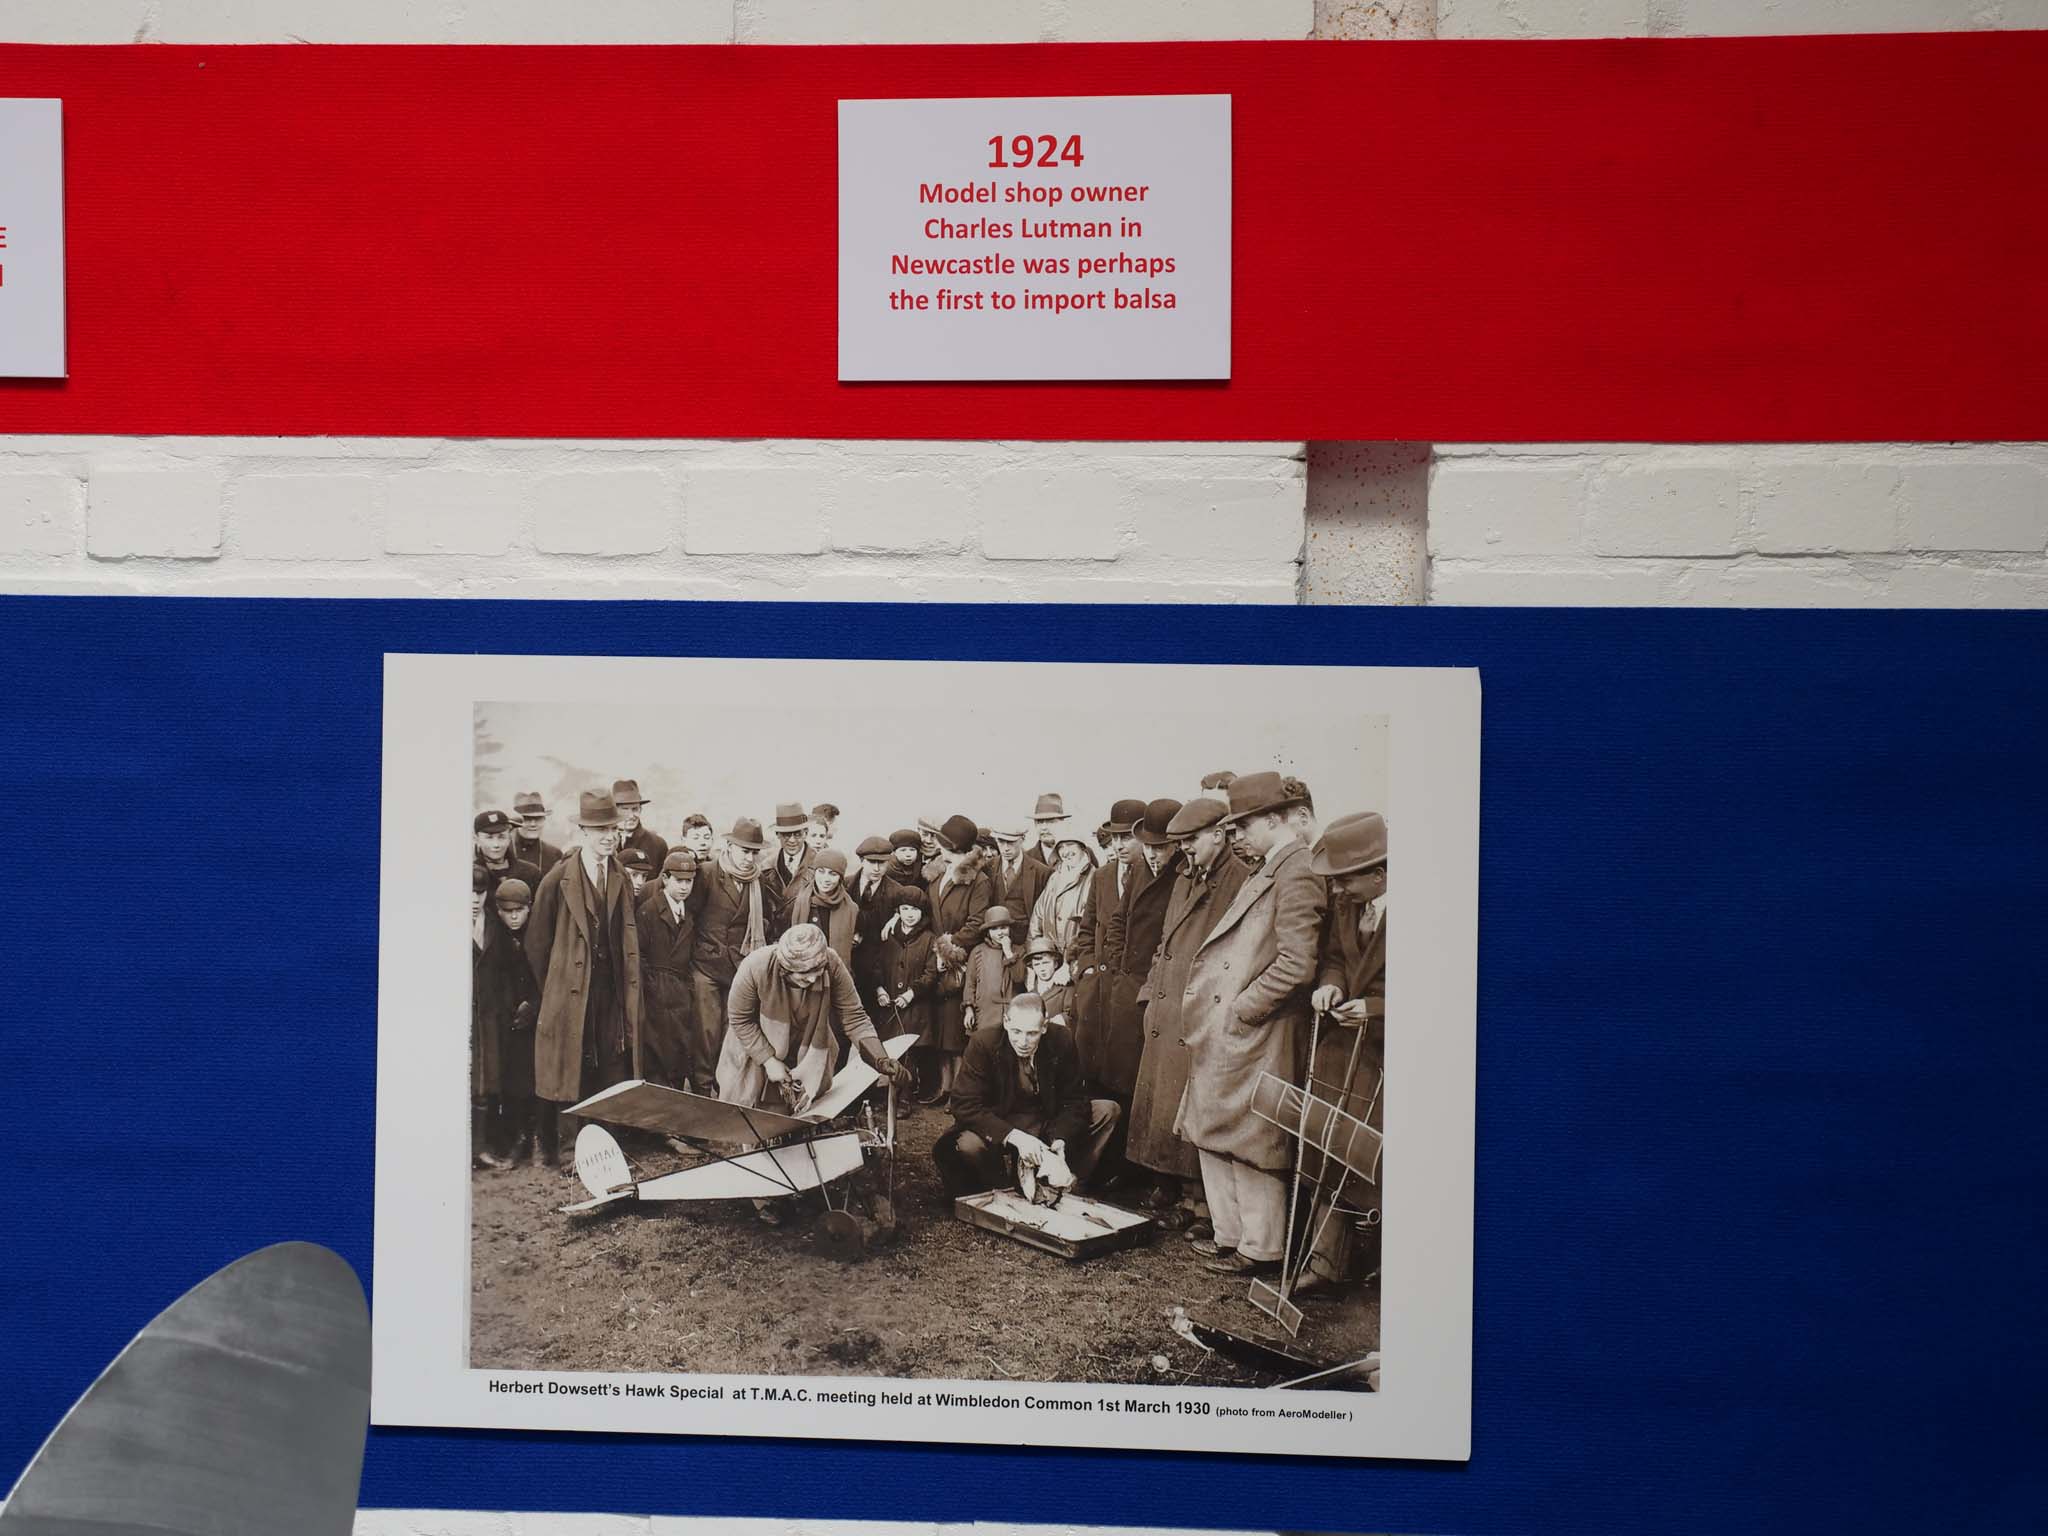 E
1924
Model shop owner
Charles Lutman in
Newcastle was perhaps
the first to import balsa
Herbert Dowsett's Hawk Special at T.M.A.C. meeting held at Wimbledon Common 1st March 1930 (photo from AeroModeller )